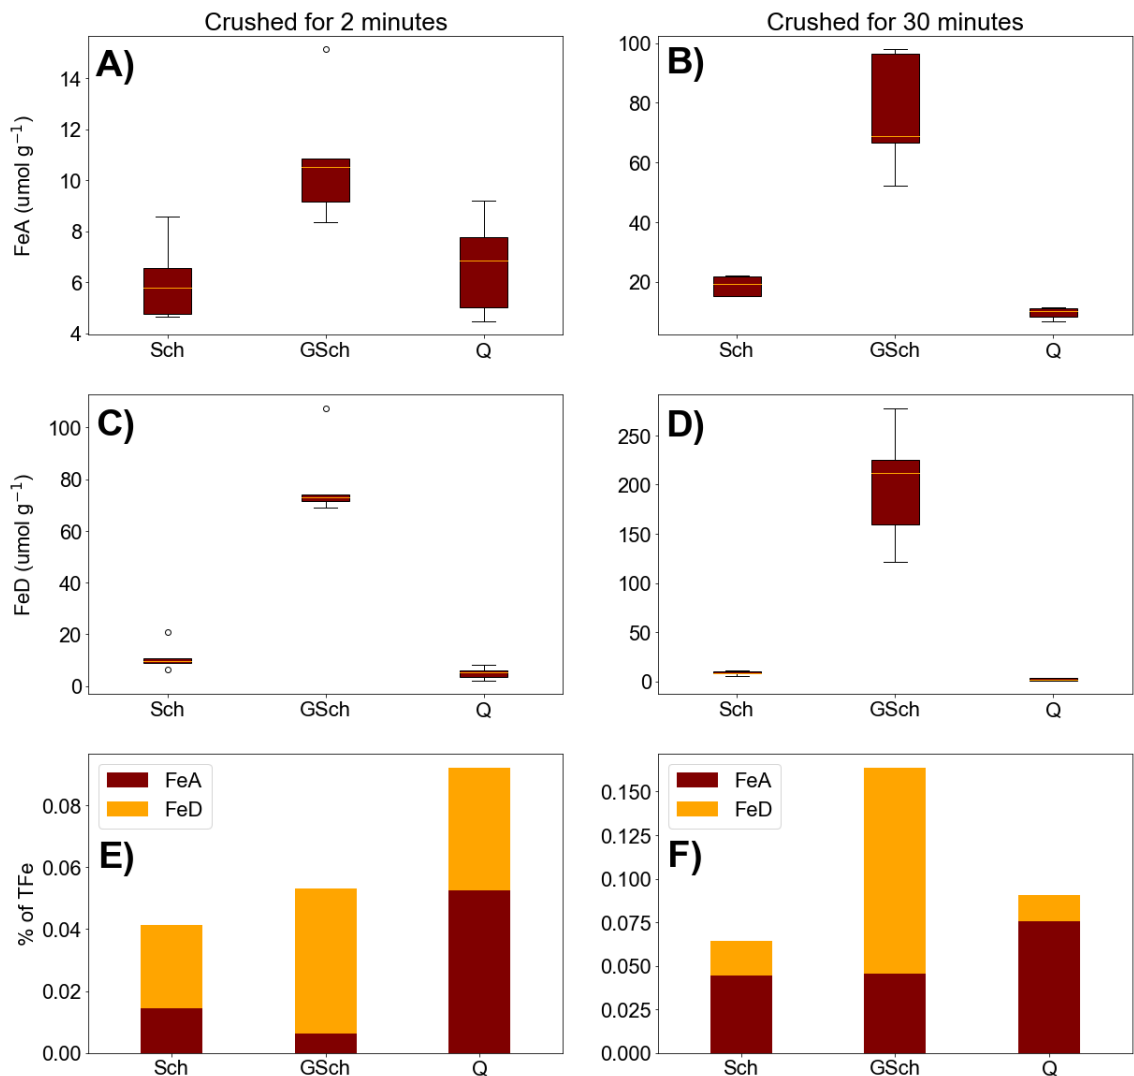 Crushed for 2 minutes
Crushed for 30 minutes
A)
FeA (umol g⁻¹)
14
12
10
8
6
4
Sch GSch Q
B)
100
80
60
40
20
Sch GSch Q
C)
FeD (umol g⁻¹)
100
80
60
40
20
0
Sch GSch Q
D)
250
200
150
100
50
0
Sch GSch Q
E)
FeA
FeD
% of TFe
0.08
0.06
0.04
0.02
0.00
Sch GSch Q
F)
FeA
FeD
0.150
0.125
0.100
0.075
0.050
0.025
0.000
Sch GSch Q